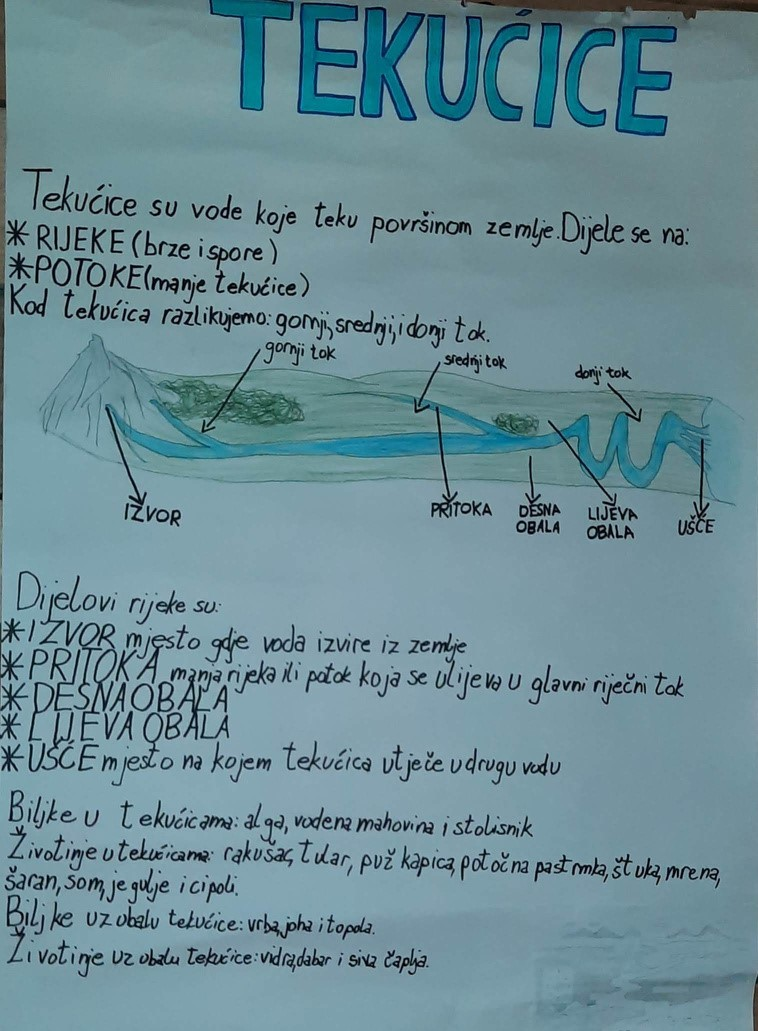 TEKUĆICE
Tekućice su vode koje teku površinom zemlje. Dijele se na:
* RIJEKE (brze i spore)
* POTOKE (manje tekućice)
Kod tekućica razlikujemo: gornji, srednji, i donji tok.
gornji tok
srednji tok
donji tok
IZVOR
PRITOKA
DESNA
OBALA
LIJEVA
OBALA
UŠĆE
Dijelovi rijeke su:
* IZVOR mjesto gdje voda izvire iz zemlje
* PRITOKA manja rijeka ili potok koja se ulijeva u glavni riječni tok
* DESNA OBALA
* LIJEVA OBALA
* UŠĆE mjesto na kojem tekućica utječe u drugu vodu
Biljke u tekućicama: alga, vodena mahovina i stolisnik
Životinje u tekućicama: rakušac, tular, puž kapica, potočna pastrmka, štuka, mrena,
šaran, som, jegulje i cipoli.
Biljke uz obalu tekućice: vrba, joha i topola.
Životinje uz obalu tekućice: vidra, dabar i siva čaplja.